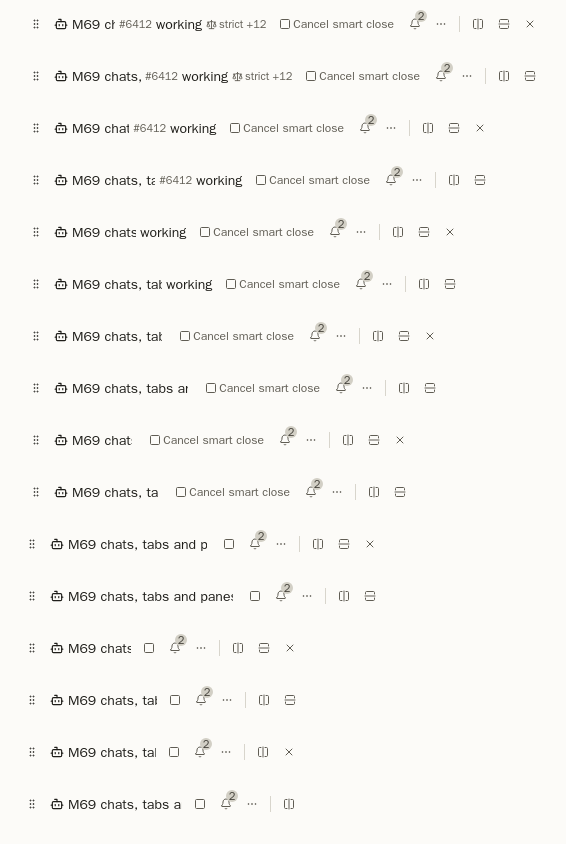 M69 ch #6412 working strict +12 Cancel smart close 2
M69 chats, #6412 working strict +12 Cancel smart close 2
M69 chat #6412 working Cancel smart close 2
M69 chats, ta #6412 working Cancel smart close 2
M69 chats working Cancel smart close 2
M69 chats, tab working Cancel smart close 2
M69 chats, tab Cancel smart close 2
M69 chats, tabs an Cancel smart close 2
M69 chats Cancel smart close 2
M69 chats, ta Cancel smart close 2
M69 chats, tabs and p 2
M69 chats, tabs and panes 2
M69 chats 2
M69 chats, tab 2
M69 chats, tab 2
M69 chats, tabs a 2